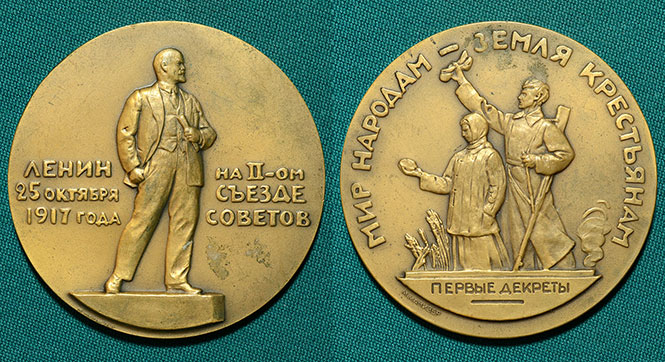 ЛЕНИН
25 ОКТЯБРЯ
1917 ГОДА
НА II-ОМ
СЪЕЗДЕ
СОВЕТОВ
МИР НАРОДАМ – ЗЕМЛЯ КРЕСТЬЯНАМ
ПЕРВЫЕ ДЕКРЕТЫ